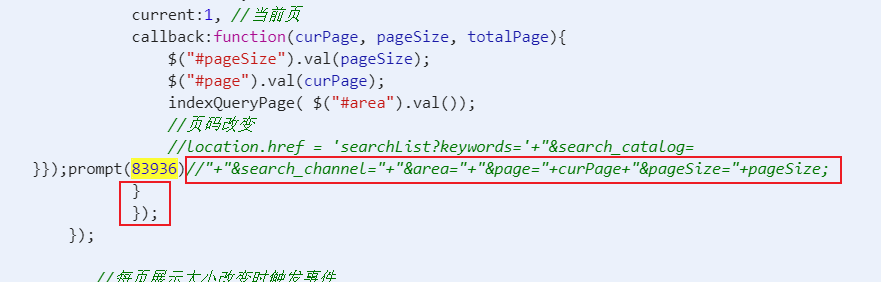 current:1, //当前页
callback:function(curPage, pageSize, totalPage){
$("#pageSize").val(pageSize);
$("#page").val(curPage);
indexQueryPage( $("#area").val());
//页码改变
//location.href = 'searchList?keywords='+"&search_catalog=
}});prompt(83936)//"+"&search_channel="+"&area="+"&page="+curPage+"&pageSize="+pageSize;
}
});
});
//每页展示大小改变时触发事件